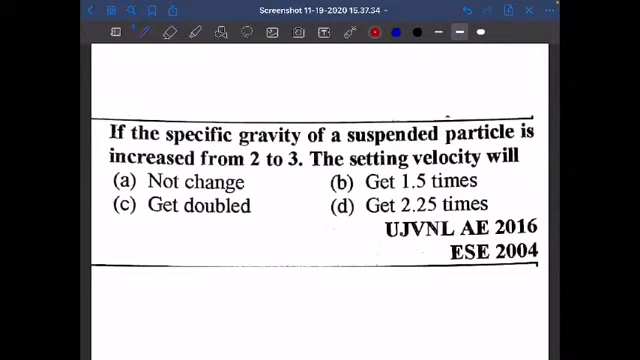 Screenshot 11-19-2020 15.37.34
If the specific gravity of a suspended particle is
increased from 2 to 3. The setting velocity will
(a) Not change (b) Get 1.5 times
(c) Get doubled (d) Get 2.25 times
UJVNL AE 2016
ESE 2004